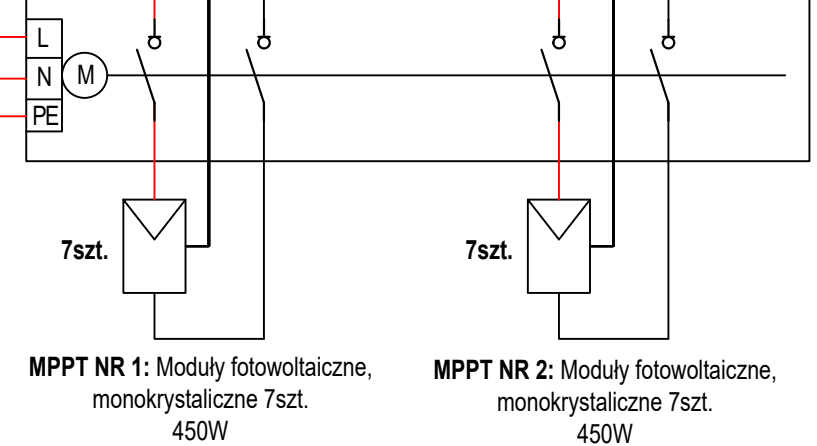 L
N
M
PE
7szt.
7szt.
MPPT NR 1: Moduły fotowoltaiczne,
monokrystaliczne 7szt.
450W
MPPT NR 2: Moduły fotowoltaiczne,
monokrystaliczne 7szt.
450W